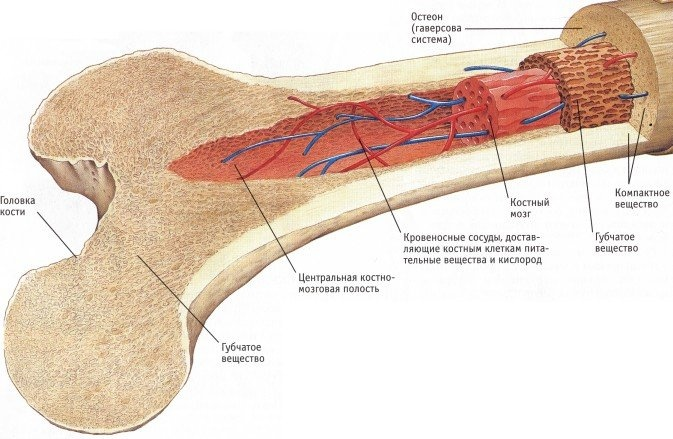 Остеон
(гаверсова
система)
Головка
кости
Костный
мозг
Компактное
вещество
Кровеносные сосуды, достав-
ляющие костным клеткам пита-
тельные вещества и кислород
Губчатое
вещество
Центральная костно-
мозговая полость
Губчатое
вещество